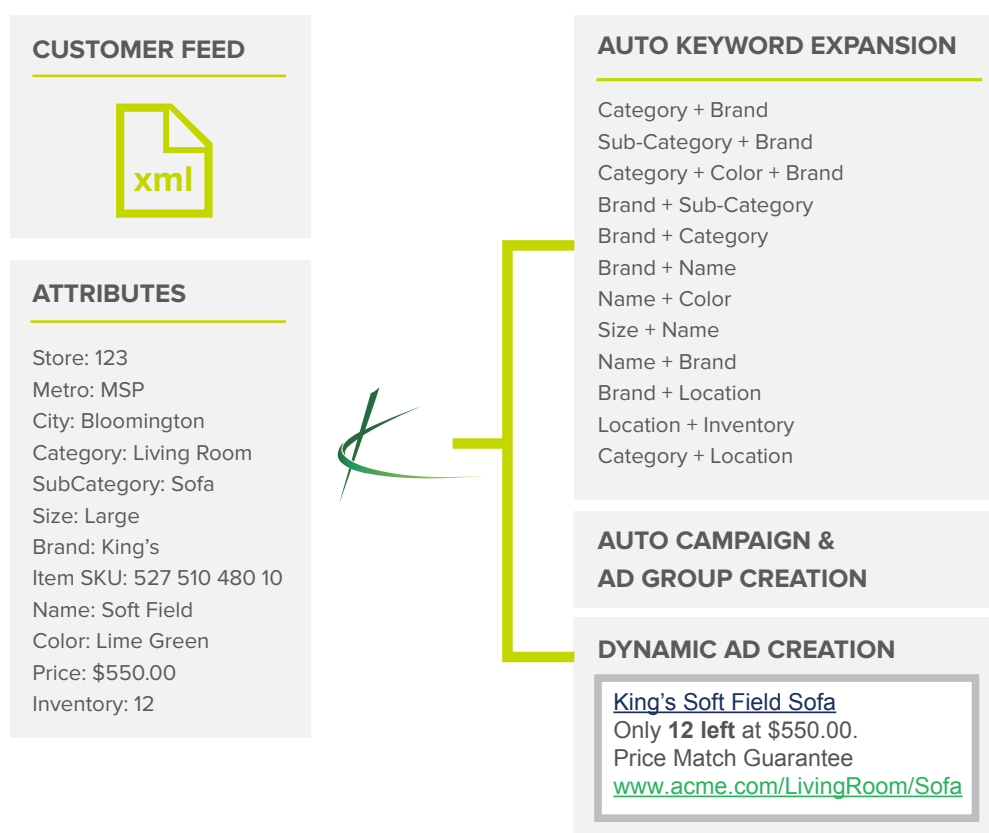 CUSTOMER FEED
xml
ATTRIBUTES
Store: 123
Metro: MSP
City: Bloomington
Category: Living Room
SubCategory: Sofa
Size: Large
Brand: King's
Item SKU: 527 510 480 10
Name: Soft Field
Color: Lime Green
Price: $550.00
Inventory: 12
AUTO KEYWORD EXPANSION
Category + Brand
Sub-Category + Brand
Category + Color + Brand
Brand + Sub-Category
Brand + Category
Brand + Name
Name + Color
Size + Name
Name + Brand
Brand + Location
Location + Inventory
Category + Location
AUTO CAMPAIGN &
AD GROUP CREATION
DYNAMIC AD CREATION
King's Soft Field Sofa
Only 12 left at $550.00.
Price Match Guarantee
www.acme.com/LivingRoom/Sofa